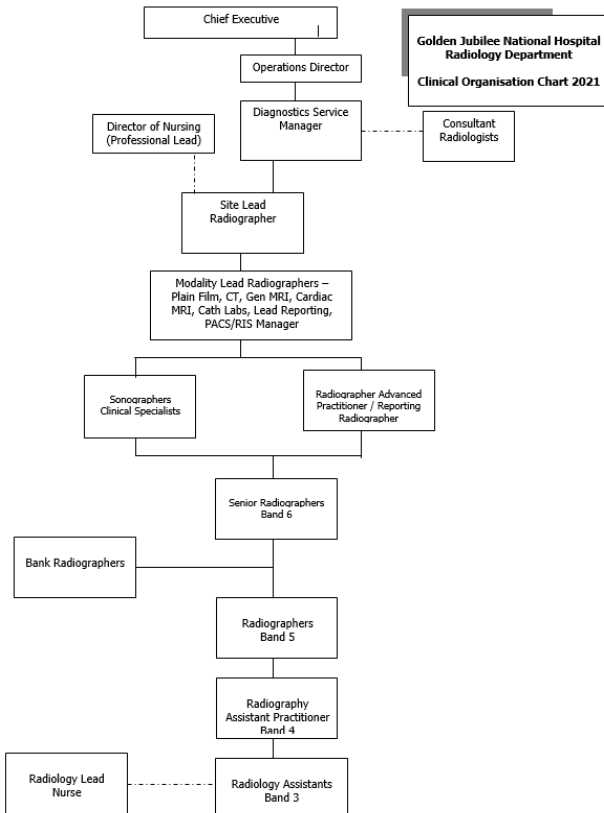 Chief Executive
Golden Jubilee National Hospital
Radiology Department
Clinical Organisation Chart 2021
Operations Director
Diagnostics Service
Manager
Director of Nursing
(Professional Lead)
Consultant
Radiologists
Site Lead
Radiographer
Modality Lead Radiographers –
Plain Film, CT, Gen MRI, Cardiac
MRI, Cath Labs, Lead Reporting,
PACS/RIS Manager
Sonographers
Clinical Specialists
Radiographer Advanced
Practitioner / Reporting
Radiographer
Senior Radiographers
Band 6
Bank Radiographers
Radiographers
Band 5
Radiography
Assistant Practitioner
Band 4
Radiology Lead
Nurse
Radiology Assistants
Band 3